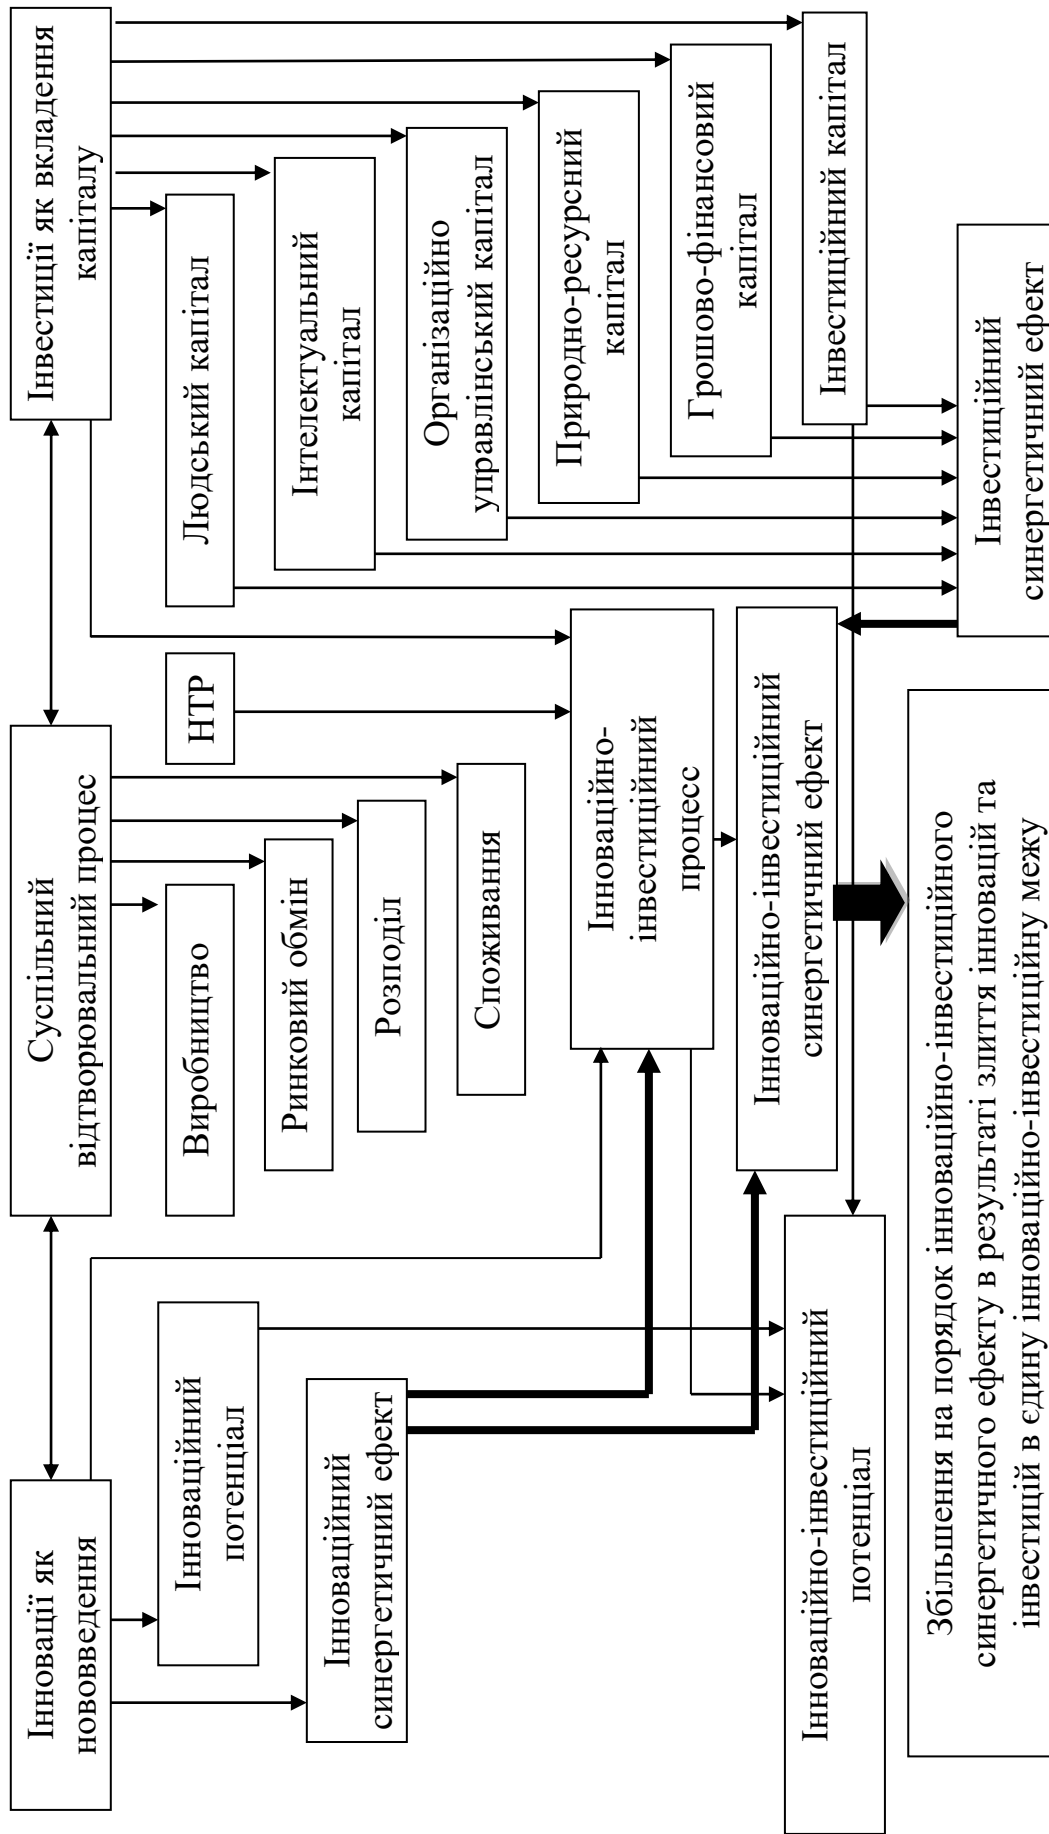 Інновації як
нововведення
Суспільний
відтворювальний процес
Інвестиції як вкладення
капіталу
Інноваційний
потенціал
Інноваційний
синергетичний ефект
Виробництво
Ринковий обмін
Розподіл
Споживання
НТР
Людський капітал
Інтелектуальний
капітал
Організаційно
управлінський капітал
Природно-ресурсний
капітал
Грошово-фінансовий
капітал
Інвестиційний капітал
Інноваційно-
інвестиційний
процесс
Інноваційно-інвестиційний
синергетичний ефект
Інноваційно-інвестиційний
потенціал
Інвестиційний
синергетичний ефект
Збільшення на порядок інноваційно-інвестиційного
синергетичного ефекту в результаті злиття інновацій та
інвестицій в єдину інноваційно-інвестиційну межу